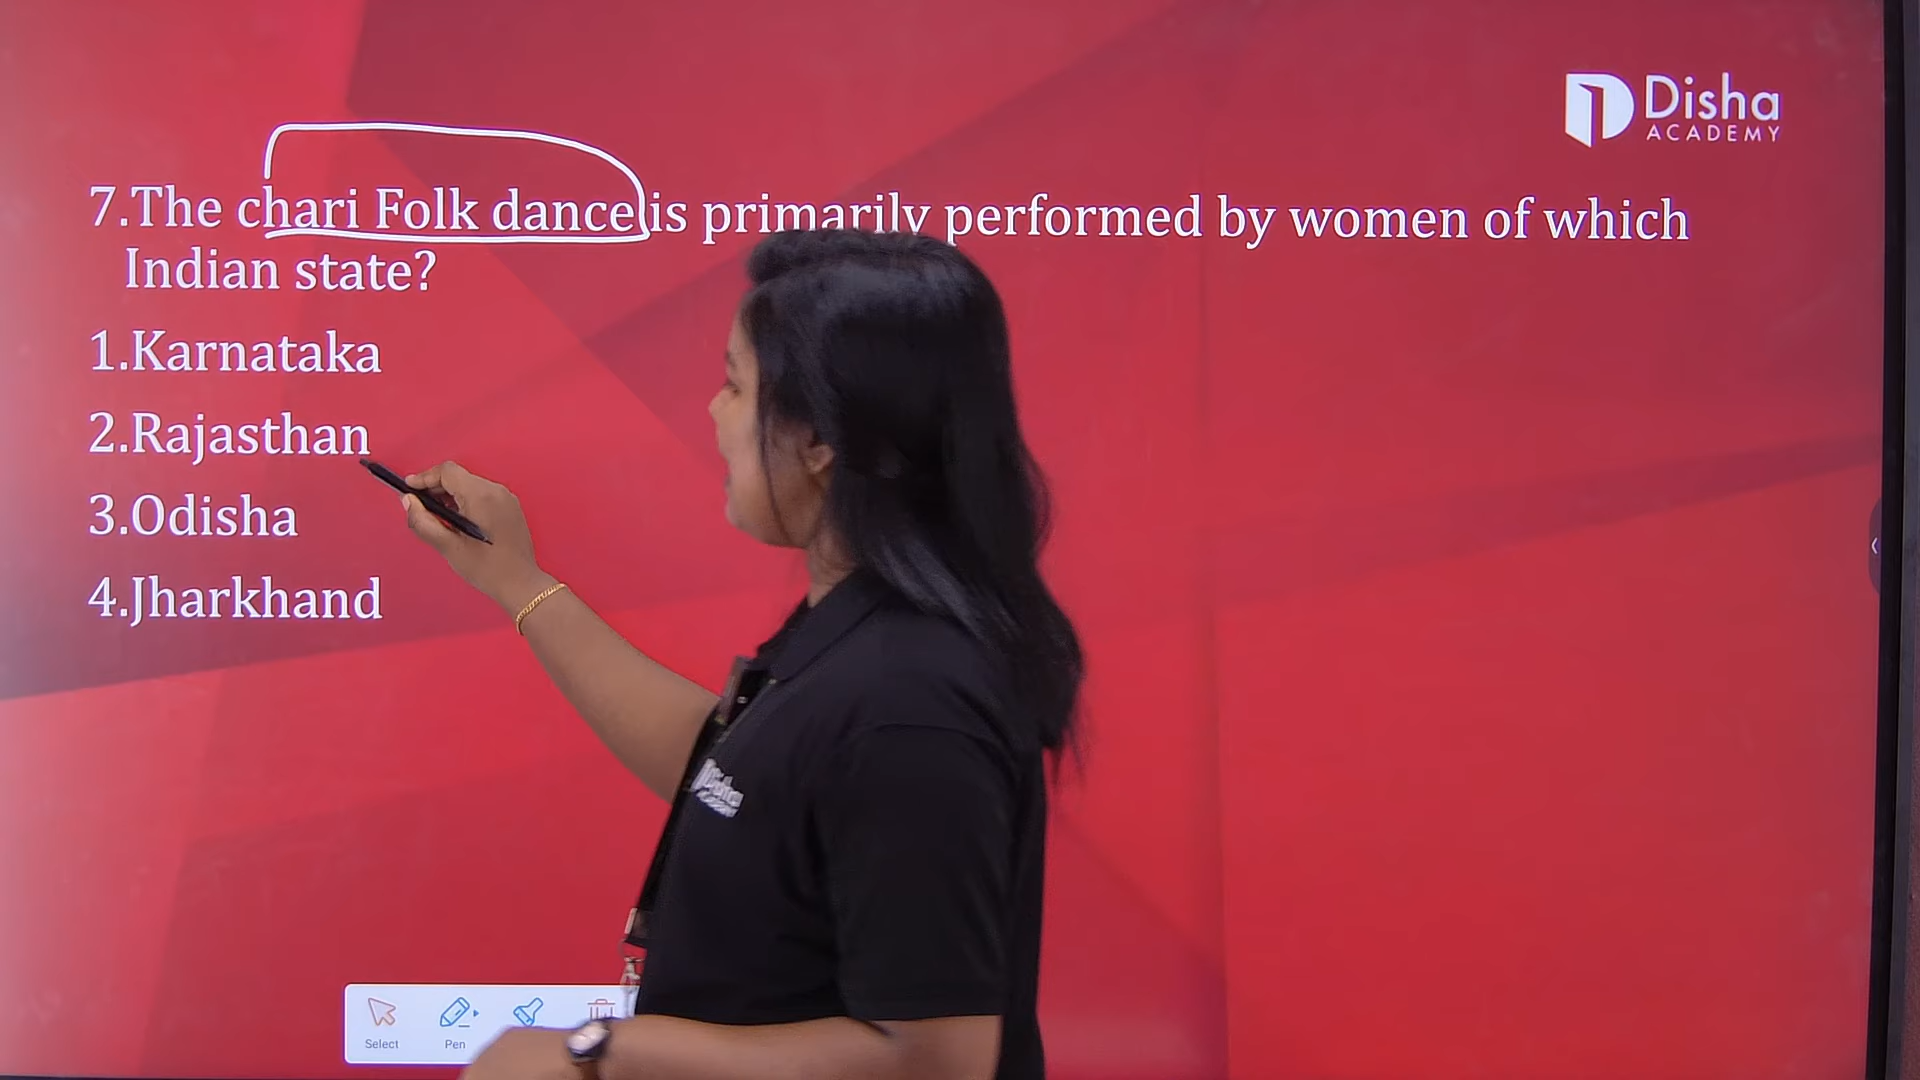 Disha
ACADEMY
7.The chari Folk dance is primarily performed by women of which
Indian state?
1.Karnataka
2.Rajasthan
3.Odisha
4.Jharkhand
Disha
Select
Pen